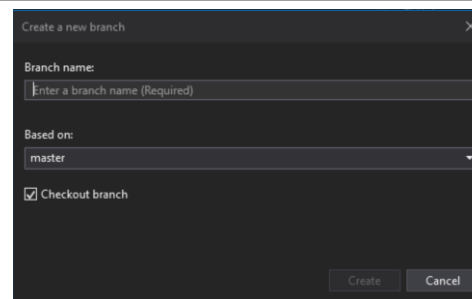 Create a new branch
Branch name:
Enter a branch name (Required)
Based on:
master
Checkout branch
Create
Cancel